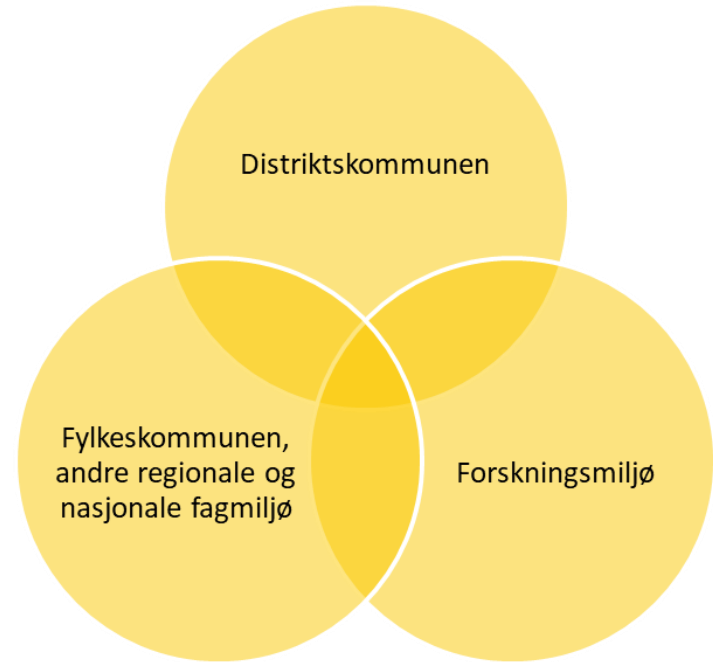 Distriktskommunen
Fylkeskommunen,
andre regionale og
nasjonale fagmiljø
Forskningsmiljø